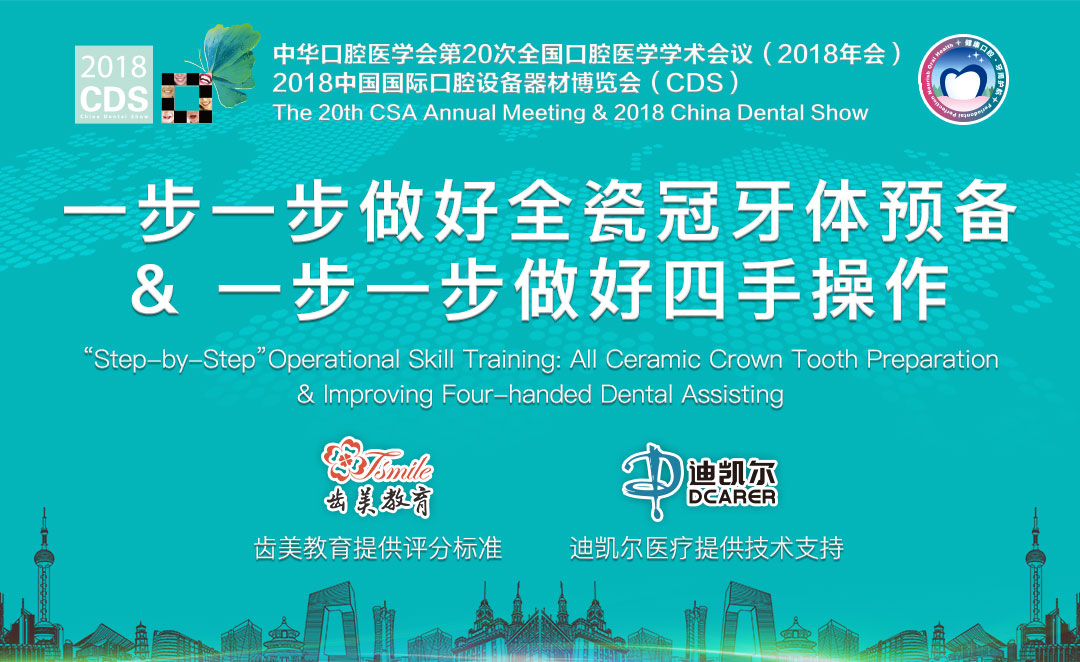 2018
CDS
China Dental Show
中华口腔医学会第20次全国口腔医学学术会议（2018年会）
2018中国国际口腔设备器材博览会（CDS）
The 20th CSA Annual Meeting & 2018 China Dental Show
一步一步做好全瓷冠牙体预备
& 一步一步做好四手操作
“Step-by-Step”Operational Skill Training: All Ceramic Crown Tooth Preparation
& Improving Four-handed Dental Assisting
Tsmile
齿美教育
迪凯尔
DCARER
齿美教育提供评分标准
迪凯尔医疗提供技术支持